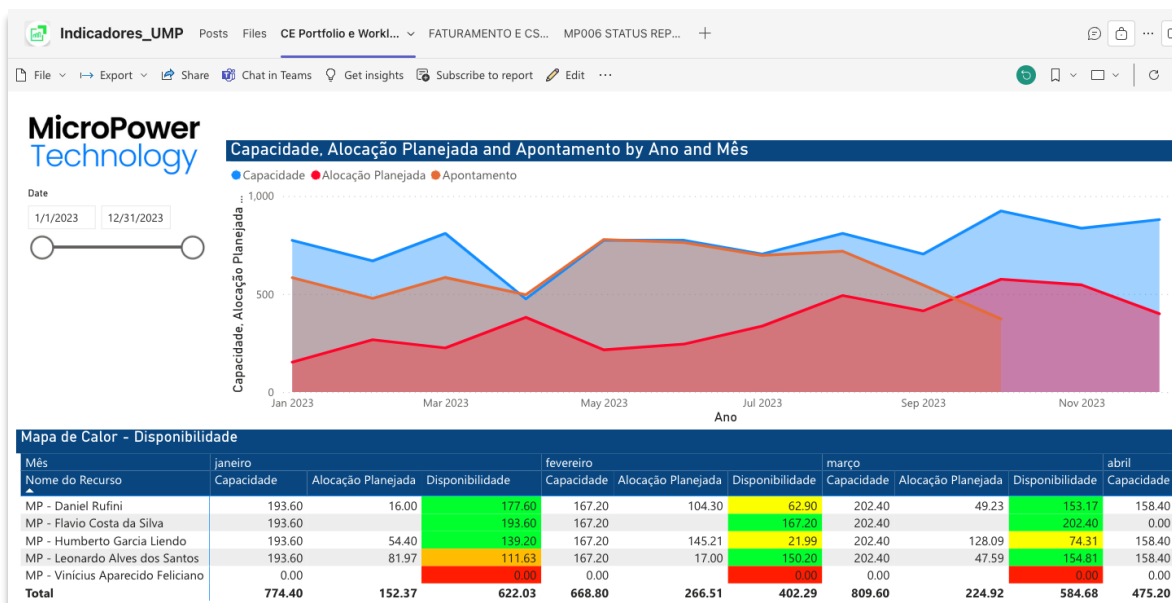 Indicadores_UMP Posts Files CE Portfolio e Workl... FATURAMENTO E CS... MP006 STATUS REP...
File Export Share Chat in Teams Get insights Subscribe to report Edit ...
MicroPower
Technology
Date
1/1/2023 12/31/2023
Capacidade, Alocação Planejada and Apontamento by Ano and Mês
Capacidade Alocação Planejada Apontamento
Capacidade, Alocação Planejada ...
1,000
500
0
Jan 2023 Mar 2023 May 2023 Jul 2023 Sep 2023 Nov 2023
Ano
Mapa de Calor - Disponibilidade
Mês janeiro fevereiro março abril
Nome do Recurso Capacidade Alocação Planejada Disponibilidade Capacidade Alocação Planejada Disponibilidade Capacidade Alocação Planejada Disponibilidade Capacidade
MP - Daniel Rufini 193.60 16.00 177.60 167.20 104.30 62.90 202.40 49.23 153.17 158.40
MP - Flavio Costa da Silva 193.60 193.60 167.20 167.20 202.40 202.40 0.00
MP - Humberto Garcia Liendo 193.60 54.40 139.20 167.20 145.21 21.99 202.40 128.09 74.31 158.40
MP - Leonardo Alves dos Santos 193.60 81.97 111.63 167.20 17.00 150.20 202.40 47.59 154.81 158.40
MP - Vinícius Aparecido Feliciano 0.00 0.00 0.00 0.00 0.00 0.00 0.00
Total 774.40 152.37 622.03 668.80 266.51 402.29 809.60 224.92 584.68 475.20